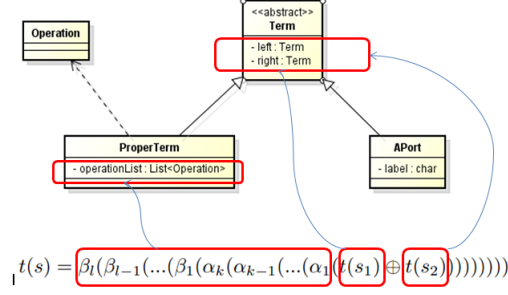 <<abstract>>
Term
- left : Term
- right : Term
Operation
ProperTerm
- operationList : List<Operation>
APort
- label : char
t(s) = β_l(β_{l−1}(...(β_1(α_k(α_{k−1}(...(α_1(t(s_1) ⊕ t(s_2))))))))))